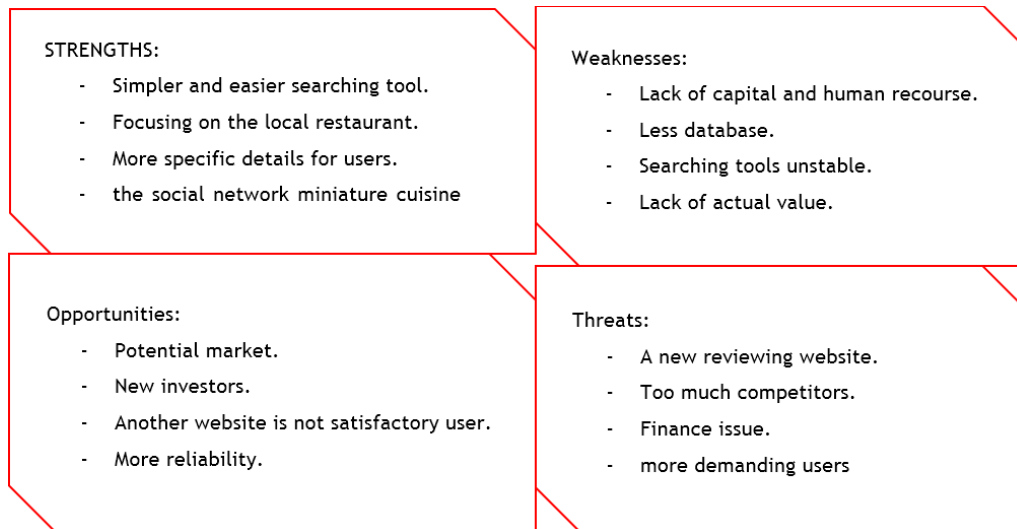 STRENGTHS:
- Simpler and easier searching tool.
- Focusing on the local restaurant.
- More specific details for users.
- the social network miniature cuisine
Weaknesses:
- Lack of capital and human recourse.
- Less database.
- Searching tools unstable.
- Lack of actual value.
Opportunities:
- Potential market.
- New investors.
- Another website is not satisfactory user.
- More reliability.
Threats:
- A new reviewing website.
- Too much competitors.
- Finance issue.
- more demanding users